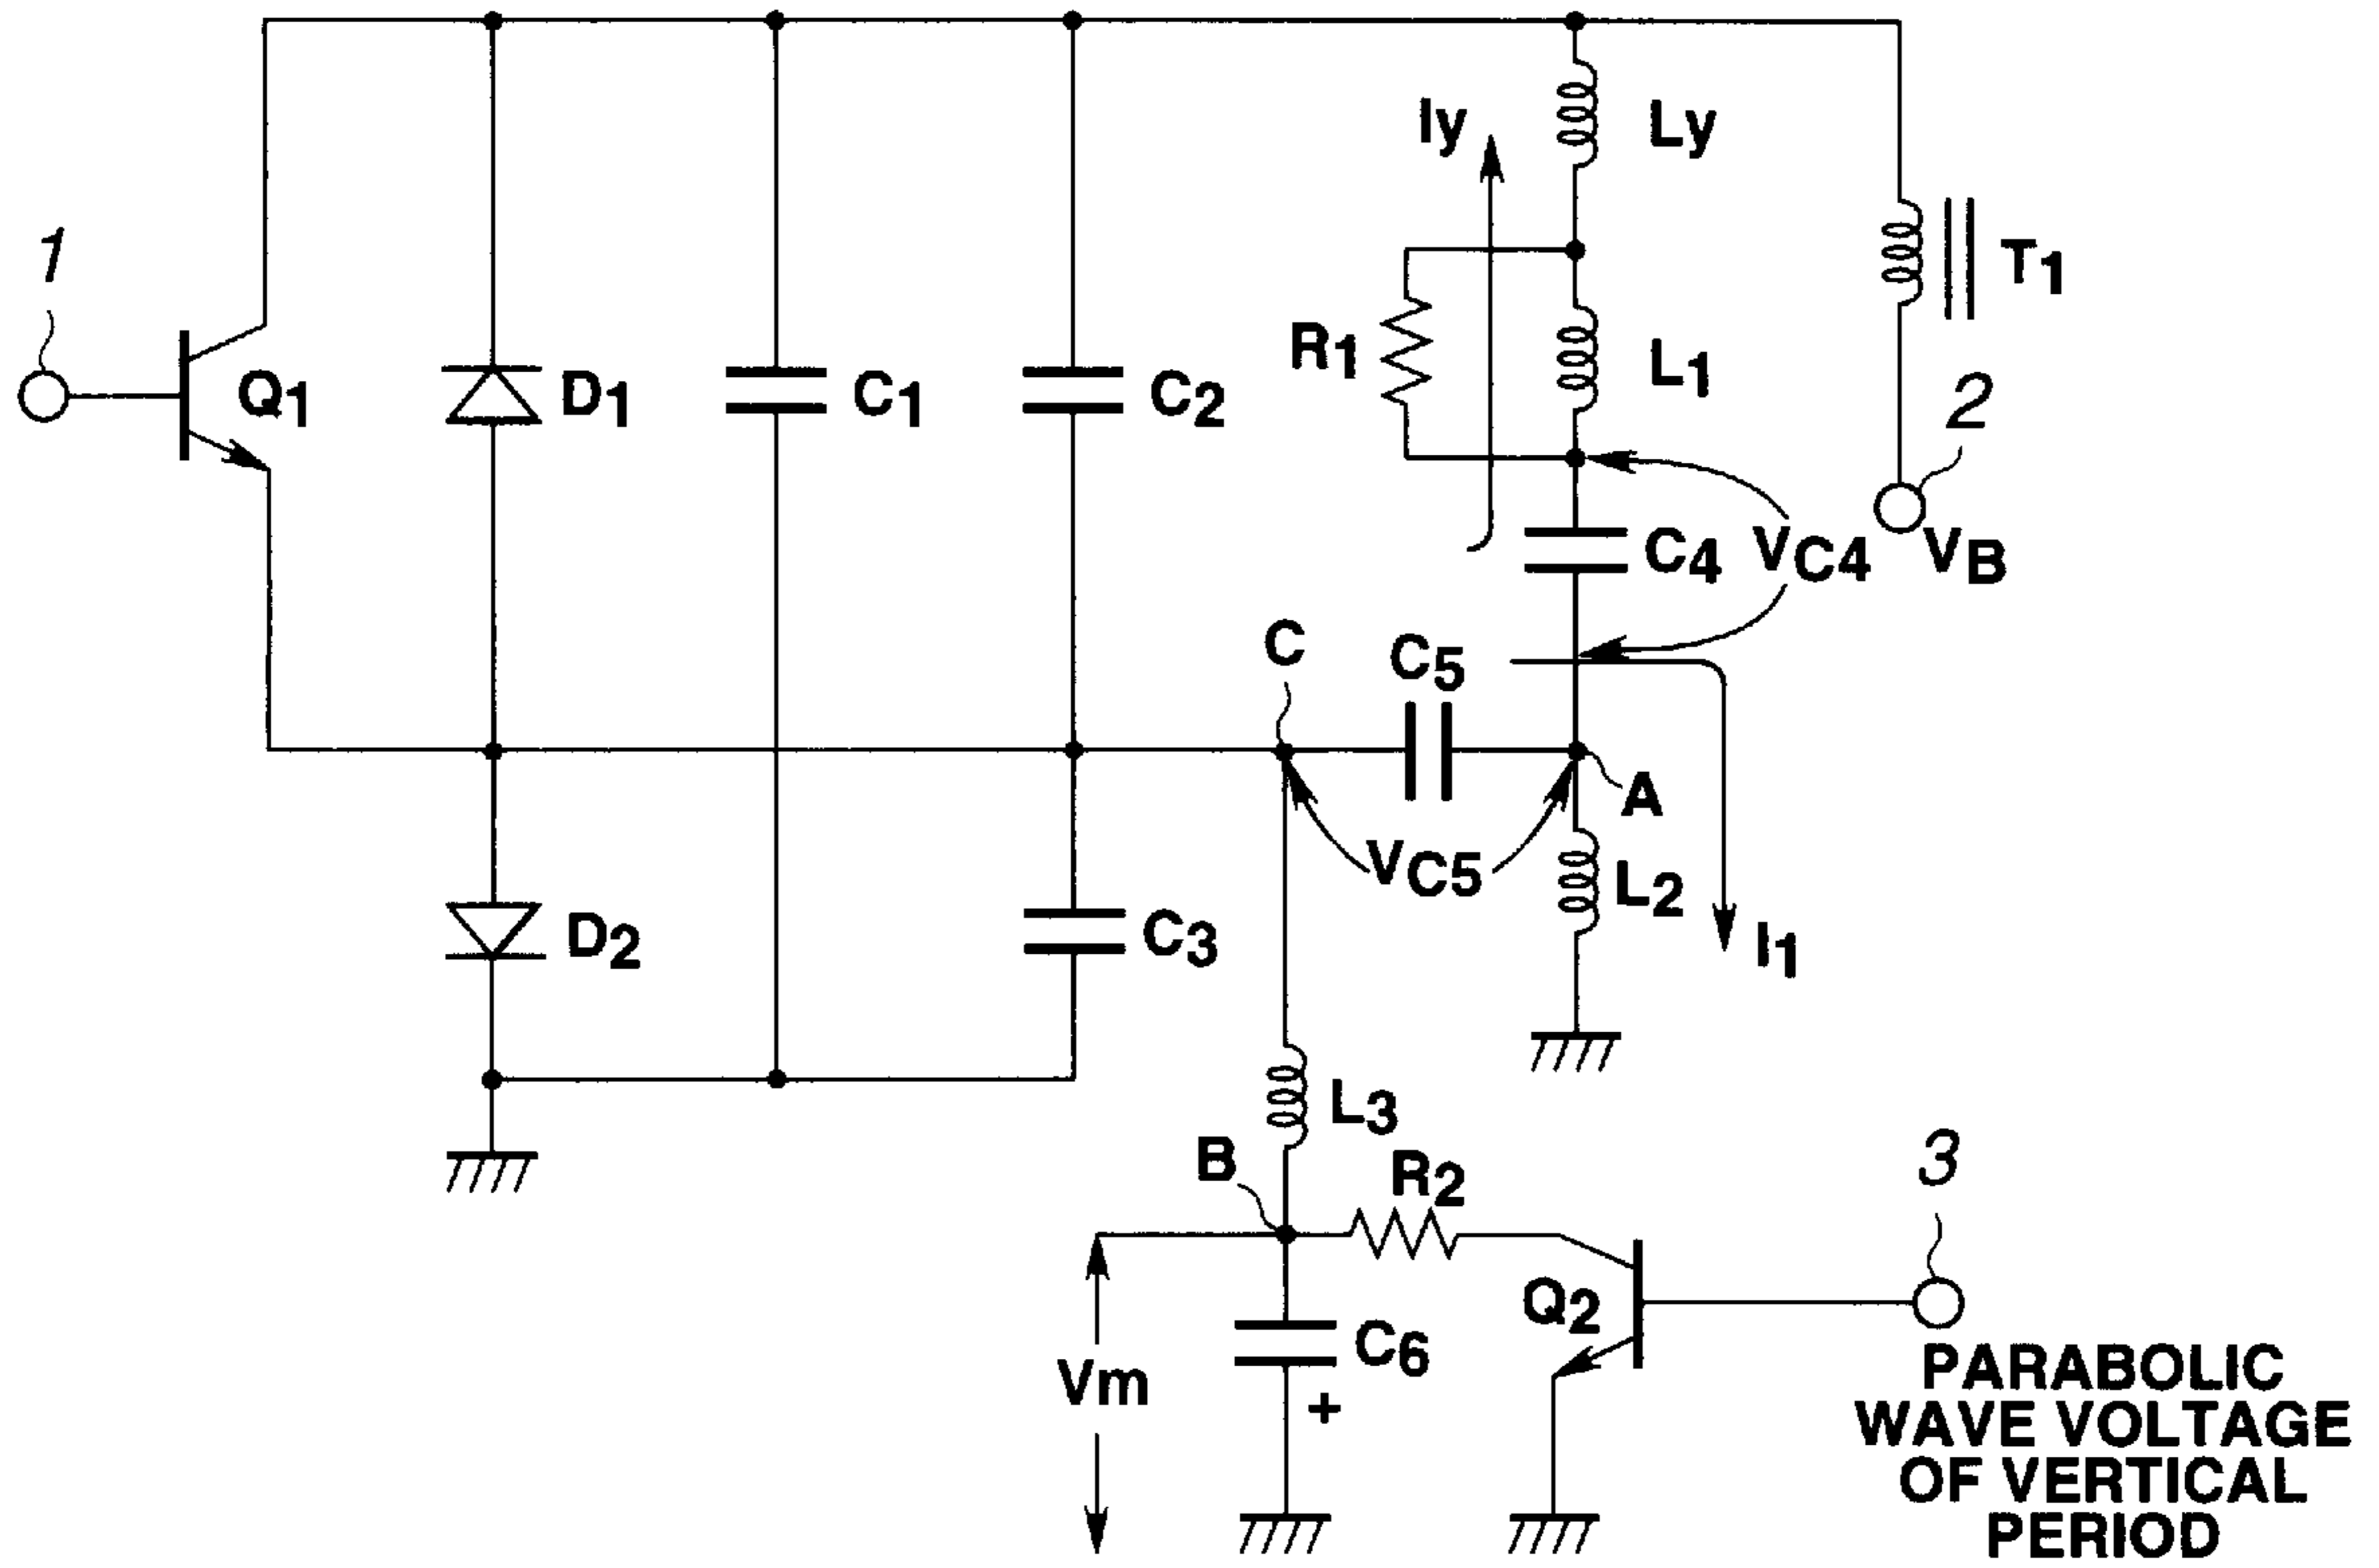 Iy
Ly
1
T1
R1
L1
Q1
D1
C1
C2
2
C4
VC4
VB
C
C5
A
VC5
L2
D2
C3
I1
L3
B
R2
3
Q2
C6
Vm
+
PARABOLIC
WAVE VOLTAGE
OF VERTICAL
PERIOD